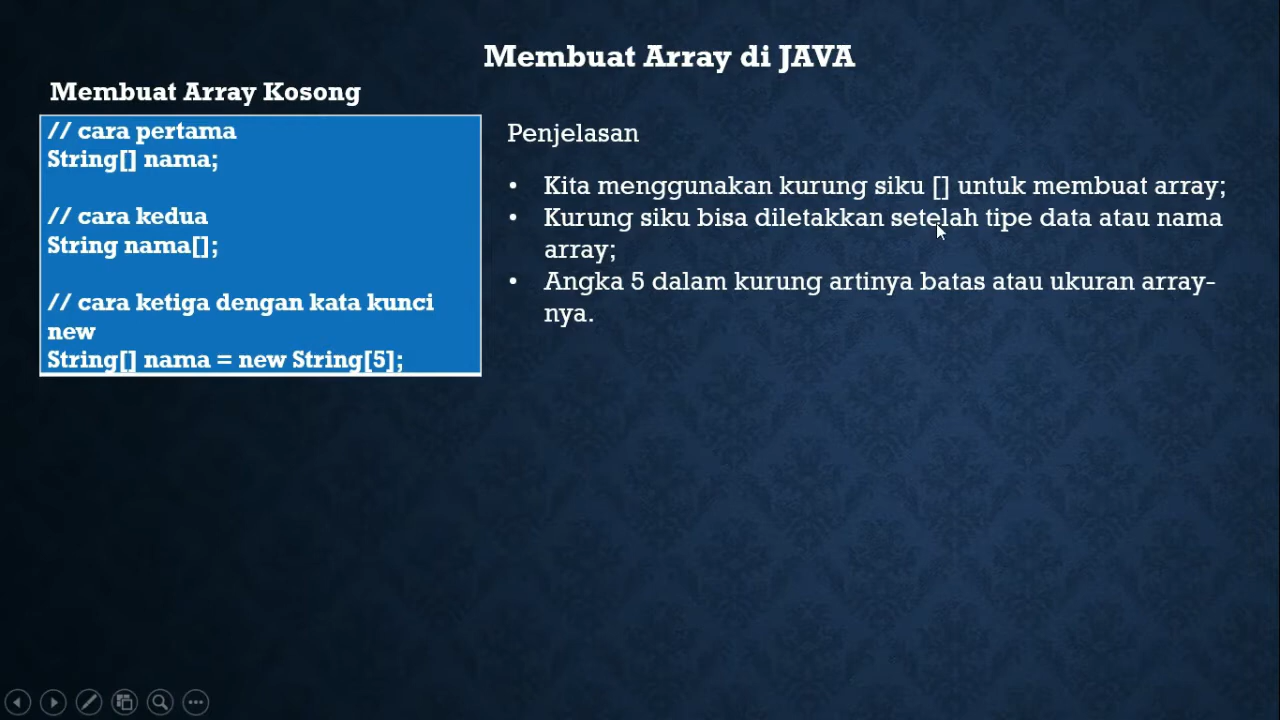 Membuat Array di JAVA
Membuat Array Kosong
// cara pertama
String[] nama;
// cara kedua
String nama[];
// cara ketiga dengan kata kunci
new
String[] nama = new String[5];
Penjelasan
• Kita menggunakan kurung siku [] untuk membuat array;
• Kurung siku bisa diletakkan setelah tipe data atau nama
array;
• Angka 5 dalam kurung artinya batas atau ukuran array-
nya.